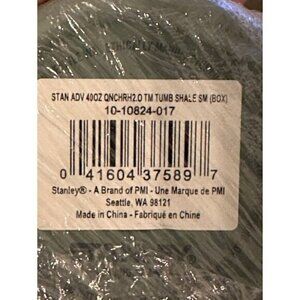 STAN ADV 40OZ QNCHRH2.0 TM TUMB SHALE SM (BOX)
10-10824-017
0 41604 37589 7
Stanley® - A Brand of PMI - Une Marque de PMI
Seattle, WA 98121
Made in China - Fabriqué en Chine